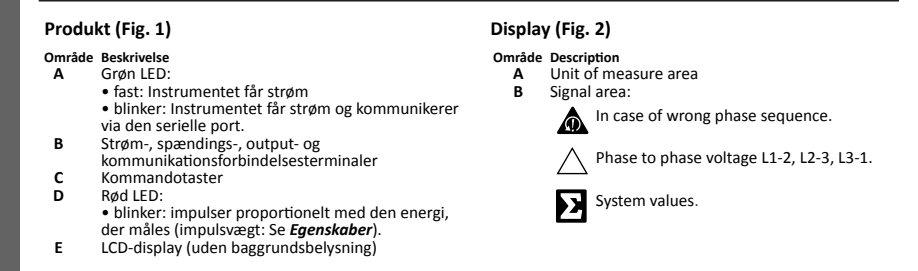 Produkt (Fig. 1)
Område Beskrivelse
A Grøn LED:
• fast: Instrumentet får strøm
• blinker: Instrumentet får strøm og kommunikerer
via den serielle port.
B Strøm-, spændings-, output- og
kommunikationsforbindelsesterminaler
C Kommandotaster
D Rød LED:
• blinker: impulser proportionelt med den energi,
der måles (impulsvægt: Se Egenskaber).
E LCD-display (uden baggrundsbelysning)
Display (Fig. 2)
Område Description
A Unit of measure area
B Signal area:
In case of wrong phase sequence.
Phase to phase voltage L1-2, L2-3, L3-1.
Σ System values.